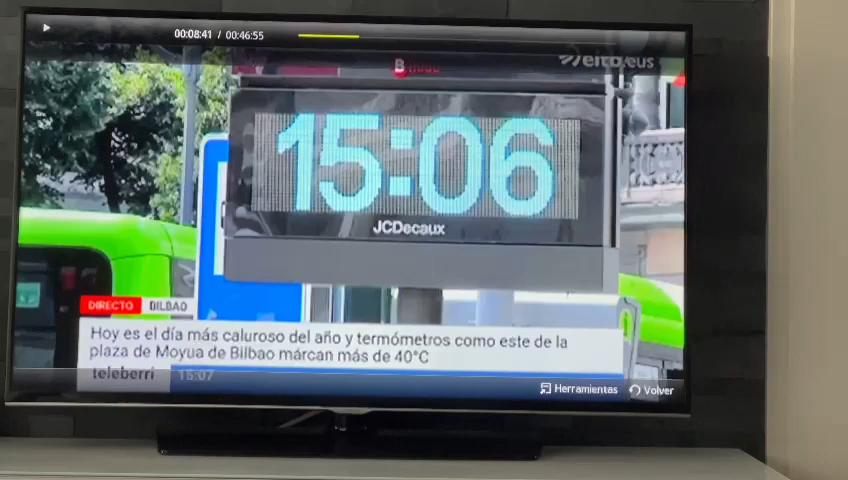 00:08:41 / 00:46:55
eitb.eus
15:06
JCDecaux
DIRECTO BILBAO
Hoy es el día más caluroso del año y termómetros como este de la
plaza de Moyua de Bilbao marcan más de 40°C
teleberri 15:07
Herramientas Volver